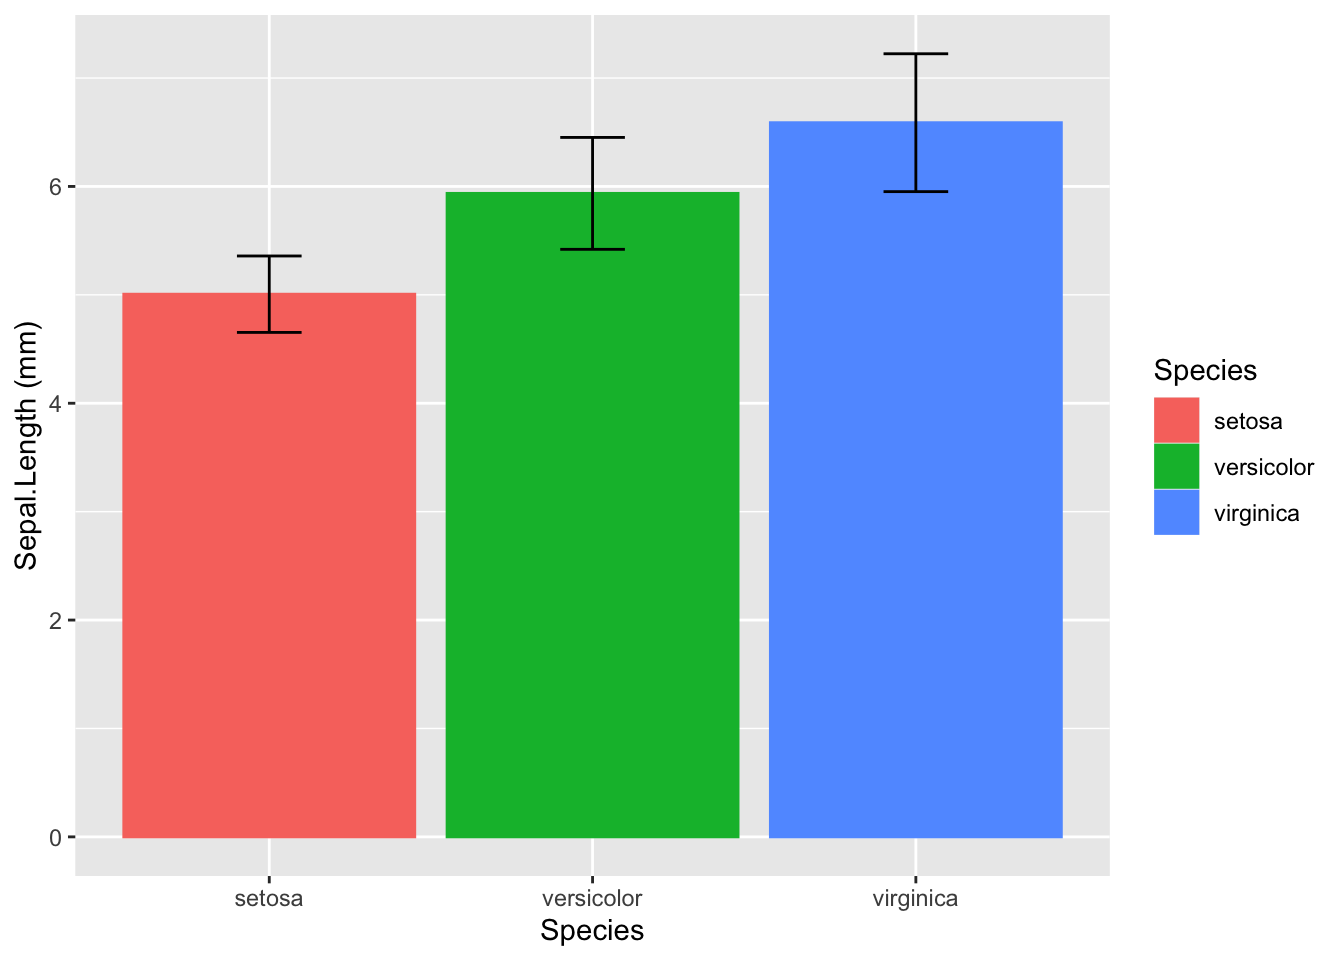 Sepal.Length (mm)
6
4
2
0
setosa
versicolor
virginica
Species
Species
setosa
versicolor
virginica